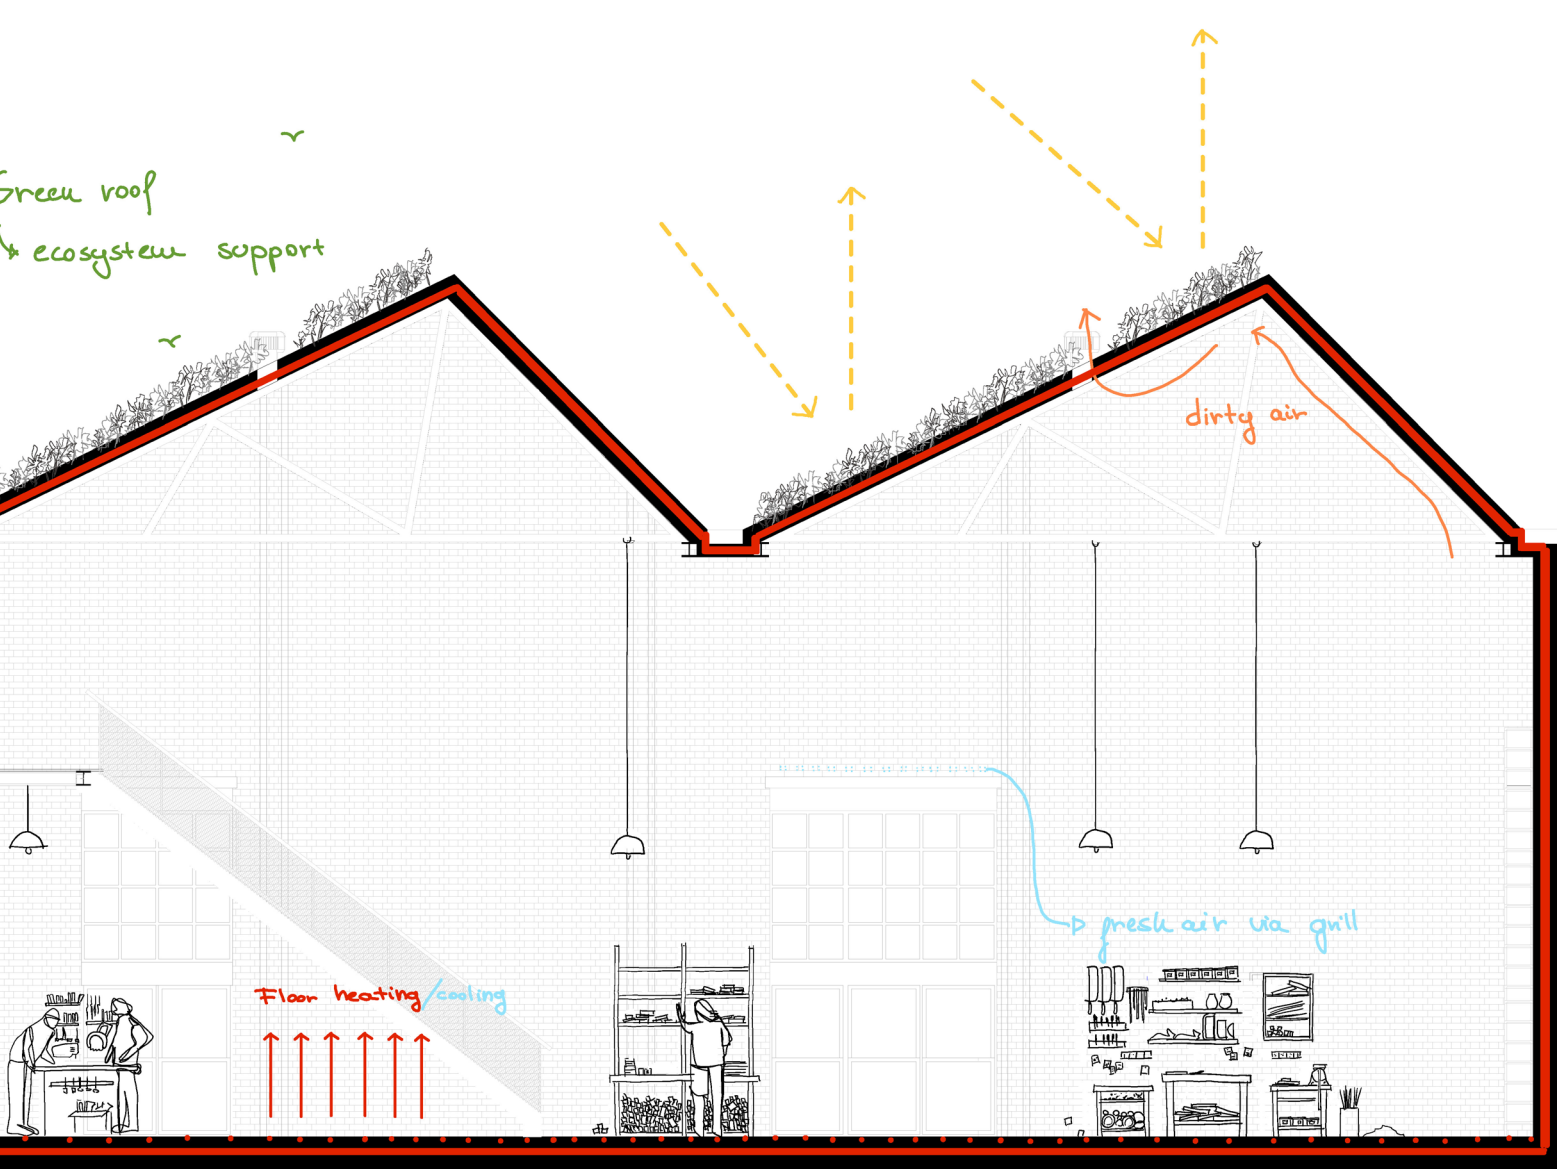 Green roof
ecosystem support
dirty air
fresh air via grill
Floor heating/cooling